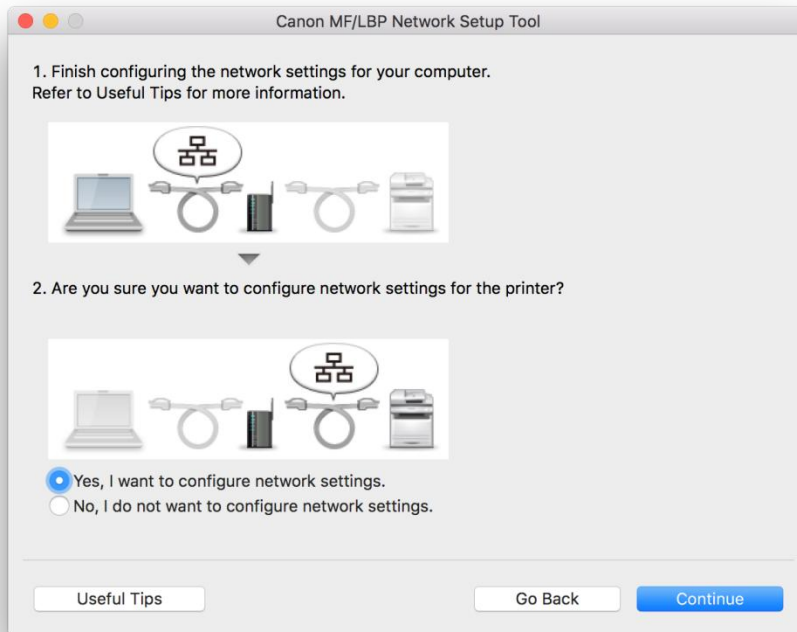 Canon MF/LBP Network Setup Tool
1. Finish configuring the network settings for your computer.
Refer to Useful Tips for more information.
2. Are you sure you want to configure network settings for the printer?
Yes, I want to configure network settings.
No, I do not want to configure network settings.
Useful Tips
Go Back
Continue